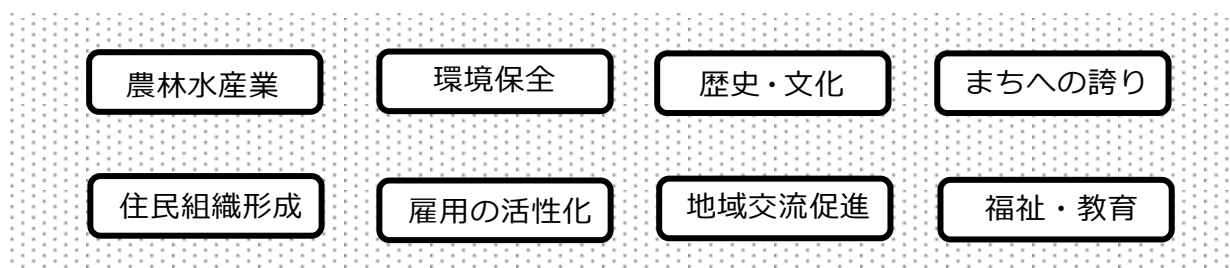 農林水産業
環境保全
歴史・文化
まちへの誇り
住民組織形成
雇用の活性化
地域交流促進
福祉・教育